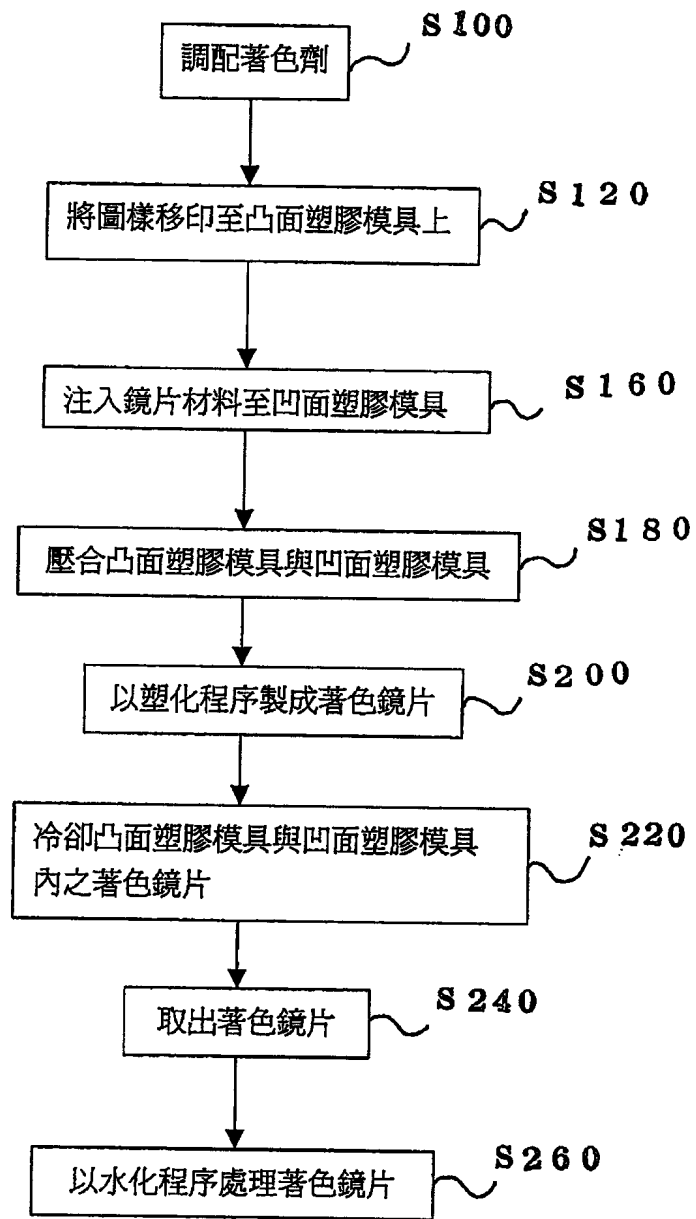 S100
調配著色劑
S120
將圖樣移印至凸面塑膠模具上
S160
注入鏡片材料至凹面塑膠模具
S180
壓合凸面塑膠模具與凹面塑膠模具
S200
以塑化程序製成著色鏡片
S220
冷卻凸面塑膠模具與凹面塑膠模具
內之著色鏡片
S240
取出著色鏡片
S260
以水化程序處理著色鏡片